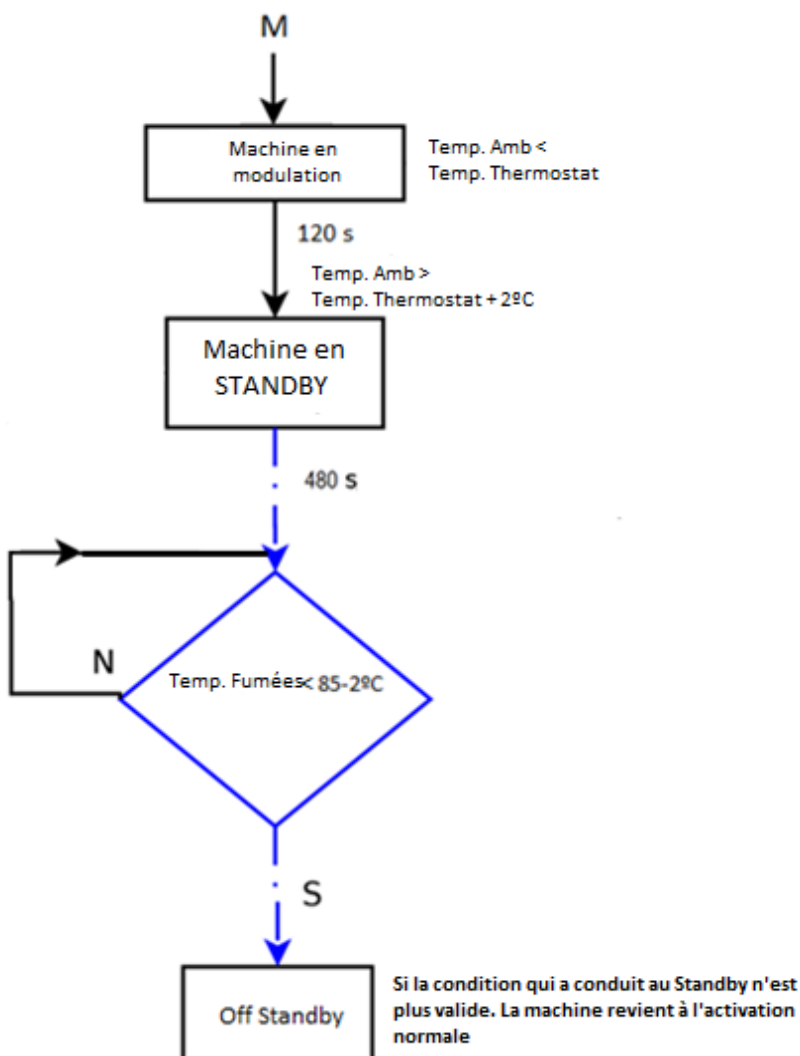 M
Machine en
modulation
Temp. Amb <
Temp. Thermostat
120 s
Temp. Amb >
Temp. Thermostat + 2ºC
Machine en
STANDBY
480 s
N
Temp. Fumées< 85-2ºC
S
Off Standby
Si la condition qui a conduit au Standby n'est
plus valide. La machine revient à l'activation
normale